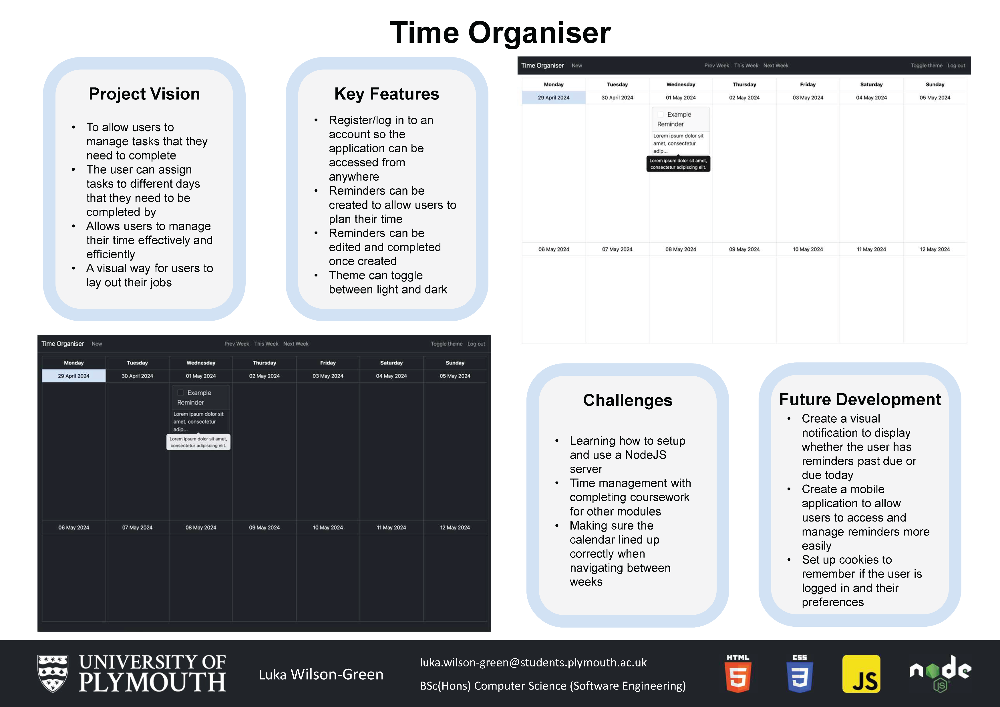 Time Organiser
Project Vision
• To allow users to
manage tasks that they
need to complete
• The user can assign
tasks to different days
that they need to be
completed by
• Allows users to manage
their time effectively and
efficiently
• A visual way for users to
lay out their jobs
Key Features
• Register/log in to an
account so the
application can be
accessed from
anywhere
• Reminders can be
created to allow users to
plan their time
• Reminders can be
edited and completed
once created
• Theme can toggle
between light and dark
Time Organiser New Prev Week This Week Next Week Toggle theme Log out
Monday Tuesday Wednesday Thursday Friday Saturday Sunday
29 April 2024 30 April 2024 01 May 2024 02 May 2024 03 May 2024 04 May 2024 05 May 2024
Example
Reminder
Lorem ipsum dolor sit
amet, consectetur
adip...
Lorem ipsum dolor sit amet,
consectetur adipiscing elit.
06 May 2024 07 May 2024 08 May 2024 09 May 2024 10 May 2024 11 May 2024 12 May 2024
Time Organiser New Prev Week This Week Next Week Toggle theme Log out
Monday Tuesday Wednesday Thursday Friday Saturday Sunday
29 April 2024 30 April 2024 01 May 2024 02 May 2024 03 May 2024 04 May 2024 05 May 2024
Example
Reminder
Lorem ipsum dolor sit
amet, consectetur
adip...
Lorem ipsum dolor sit amet,
consectetur adipiscing elit.
06 May 2024 07 May 2024 08 May 2024 09 May 2024 10 May 2024 11 May 2024 12 May 2024
Challenges
• Learning how to setup
and use a NodeJS
server
• Time management with
completing coursework
for other modules
• Making sure the
calendar lined up
correctly when
navigating between
weeks
Future Development
• Create a visual
notification to display
whether the user has
reminders past due or
due today
• Create a mobile
application to allow
users to access and
manage reminders more
easily
• Set up cookies to
remember if the user is
logged in and their
preferences
UNIVERSITY OF
PLYMOUTH
Luka Wilson-Green
luka.wilson-green@students.plymouth.ac.uk
BSc(Hons) Computer Science (Software Engineering)
HTML
5
CSS
3
JS
node
JS